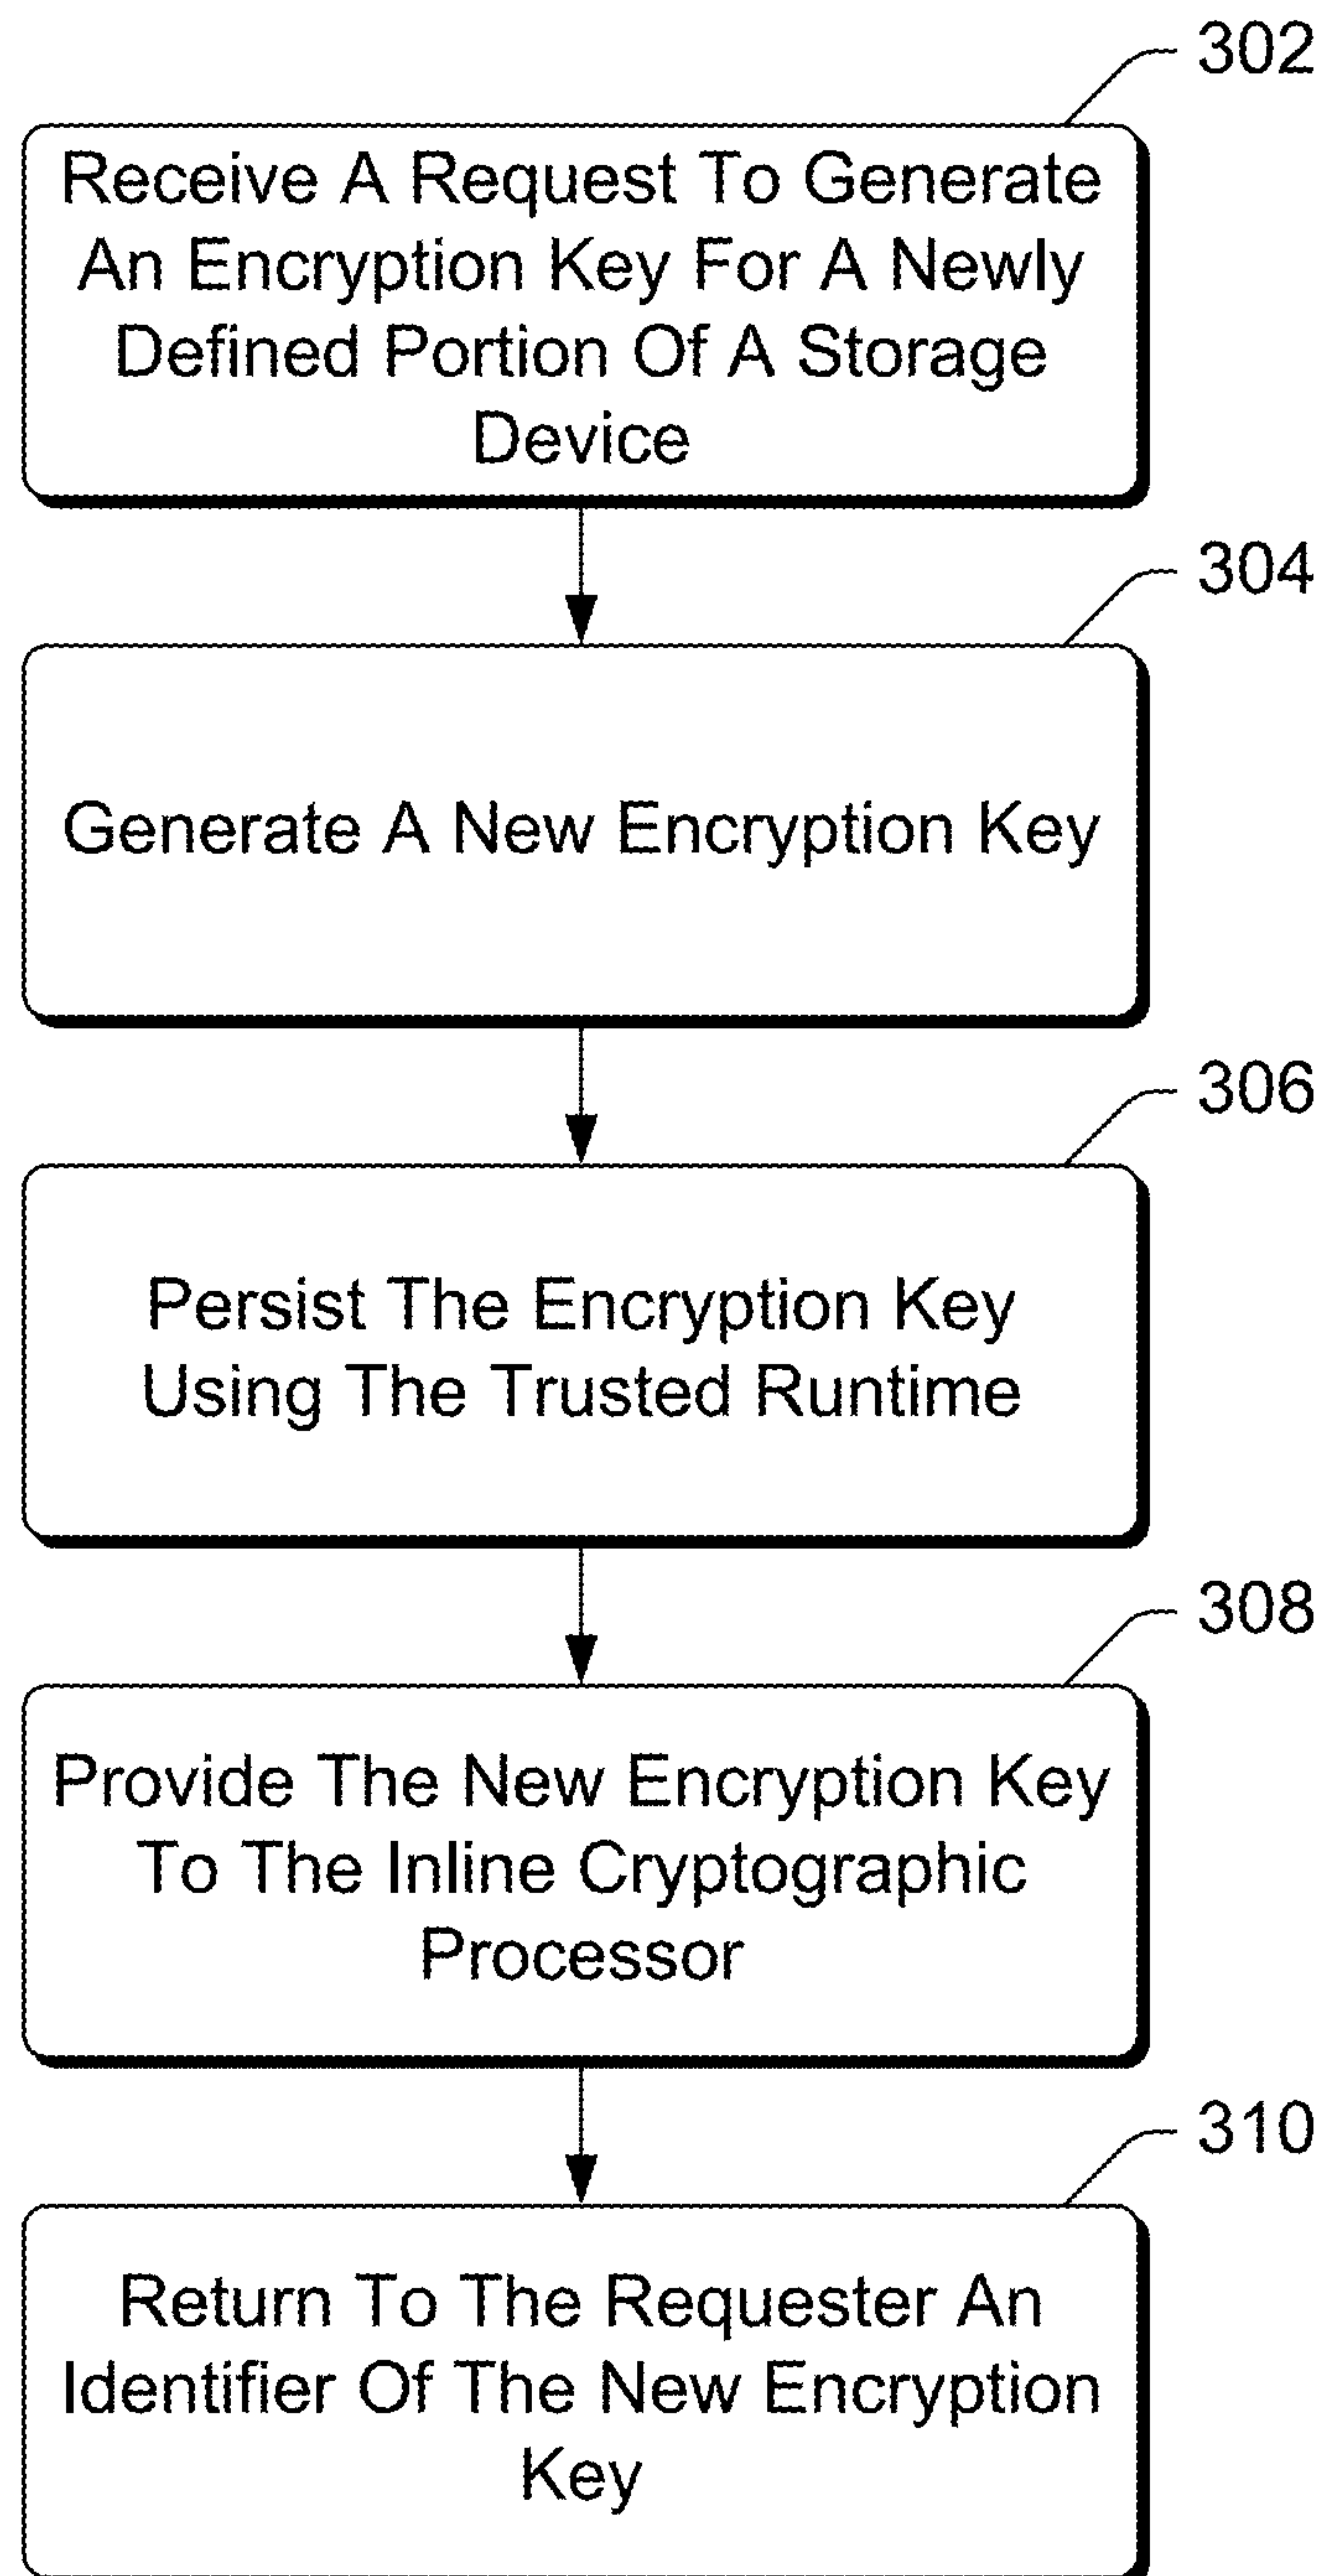 302
Receive A Request To Generate
An Encryption Key For A Newly
Defined Portion Of A Storage
Device
304
Generate A New Encryption Key
306
Persist The Encryption Key
Using The Trusted Runtime
308
Provide The New Encryption Key
To The Inline Cryptographic
Processor
310
Return To The Requester An
Identifier Of The New Encryption
Key